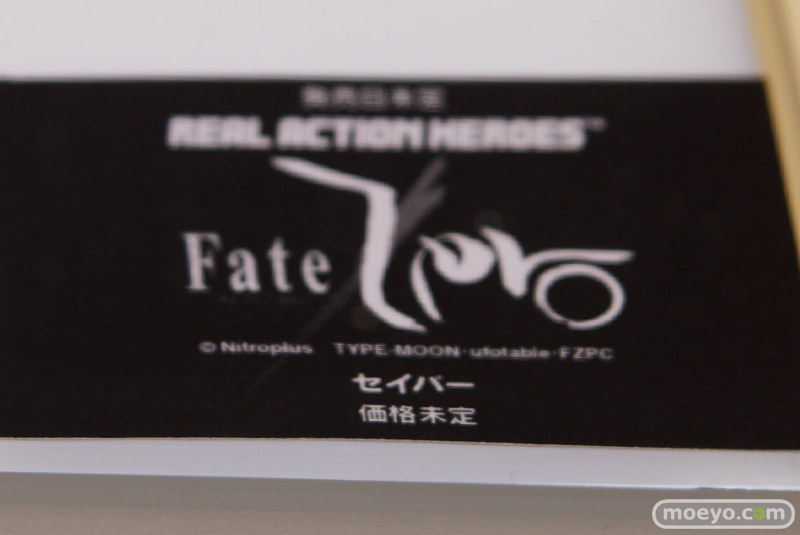 発売日未定
REAL ACTION HEROES™
Fate Zero
© Nitroplus TYPE-MOON・ufotable・FZPC
セイバー
価格未定
moeyo.com